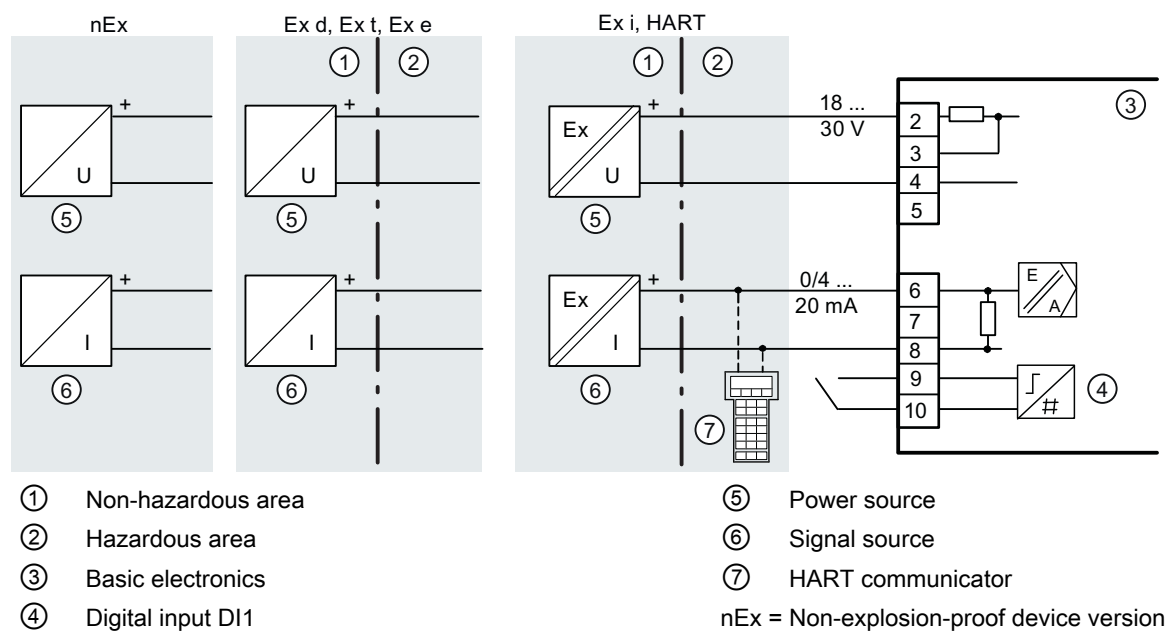 nEx
Ex d, Ex t, Ex e
Ex i, HART
1 2
1 2
3
+
U
5
+
U
5
Ex
+
U
5
18 ...
30 V
2
3
4
5
+
I
6
+
I
6
Ex
+
I
6
0/4 ...
20 mA
6
7
8
9
10
E
A
#
4
7
1 Non-hazardous area
2 Hazardous area
3 Basic electronics
4 Digital input DI1
5 Power source
6 Signal source
7 HART communicator
nEx = Non-explosion-proof device version